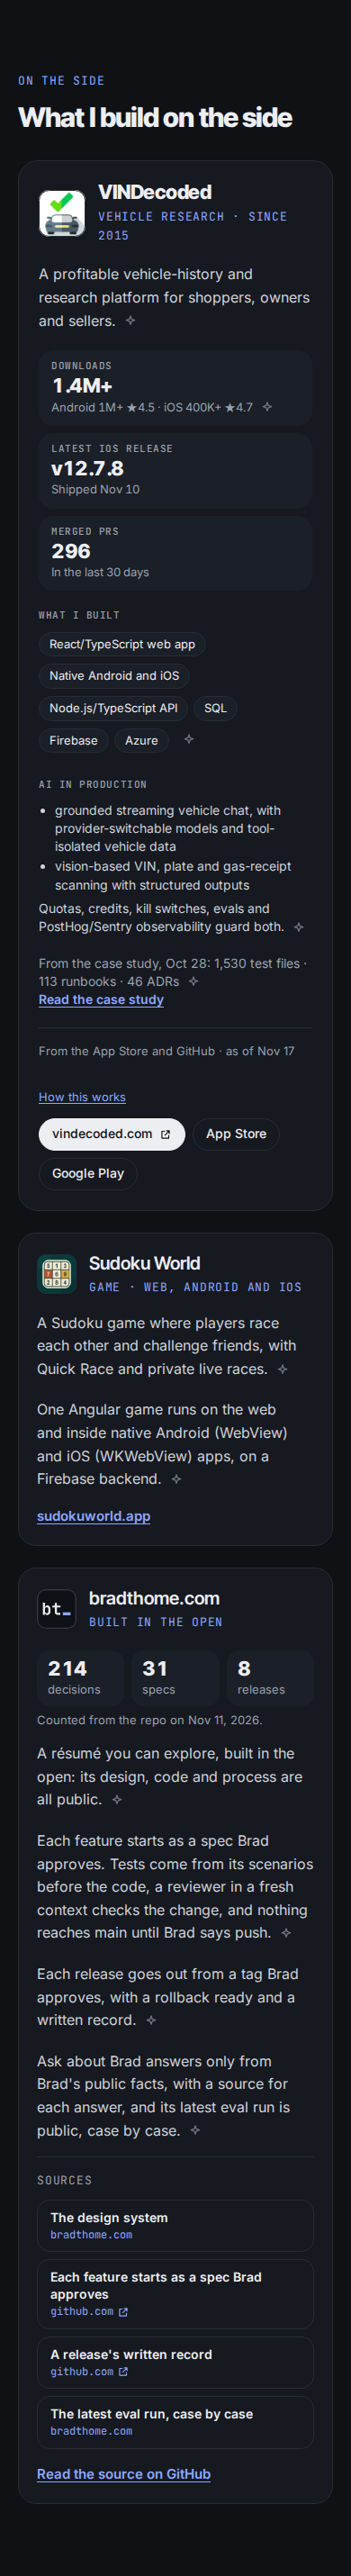 ON THE SIDE
What I build on the side
VINDecoded
VEHICLE RESEARCH · SINCE
2015
A profitable vehicle-history and
research platform for shoppers, owners
and sellers.
DOWNLOADS
1.4M+
Android 1M+ ★4.5 · iOS 400K+ ★4.7
LATEST IOS RELEASE
v12.7.8
Shipped Nov 10
MERGED PRS
296
In the last 30 days
WHAT I BUILT
React/TypeScript web app
Native Android and iOS
Node.js/TypeScript API SQL
Firebase Azure
AI IN PRODUCTION
• grounded streaming vehicle chat, with
provider-switchable models and tool-
isolated vehicle data
• vision-based VIN, plate and gas-receipt
scanning with structured outputs
Quotas, credits, kill switches, evals and
PostHog/Sentry observability guard both.
From the case study, Oct 28: 1,530 test files ·
113 runbooks · 46 ADRs
Read the case study
From the App Store and GitHub · as of Nov 17
How this works
vindecoded.com App Store
Google Play
Sudoku World
GAME · WEB, ANDROID AND IOS
A Sudoku game where players race
each other and challenge friends, with
Quick Race and private live races.
One Angular game runs on the web
and inside native Android (WebView)
and iOS (WKWebView) apps, on a
Firebase backend.
sudokuworld.app
bt_
bradthome.com
BUILT IN THE OPEN
214 31 8
decisions specs releases
Counted from the repo on Nov 11, 2026.
A résumé you can explore, built in the
open: its design, code and process are
all public.
Each feature starts as a spec Brad
approves. Tests come from its scenarios
before the code, a reviewer in a fresh
context checks the change, and nothing
reaches main until Brad says push.
Each release goes out from a tag Brad
approves, with a rollback ready and a
written record.
Ask about Brad answers only from
Brad's public facts, with a source for
each answer, and its latest eval run is
public, case by case.
SOURCES
The design system
bradthome.com
Each feature starts as a spec Brad
approves
github.com
A release's written record
github.com
The latest eval run, case by case
bradthome.com
Read the source on GitHub